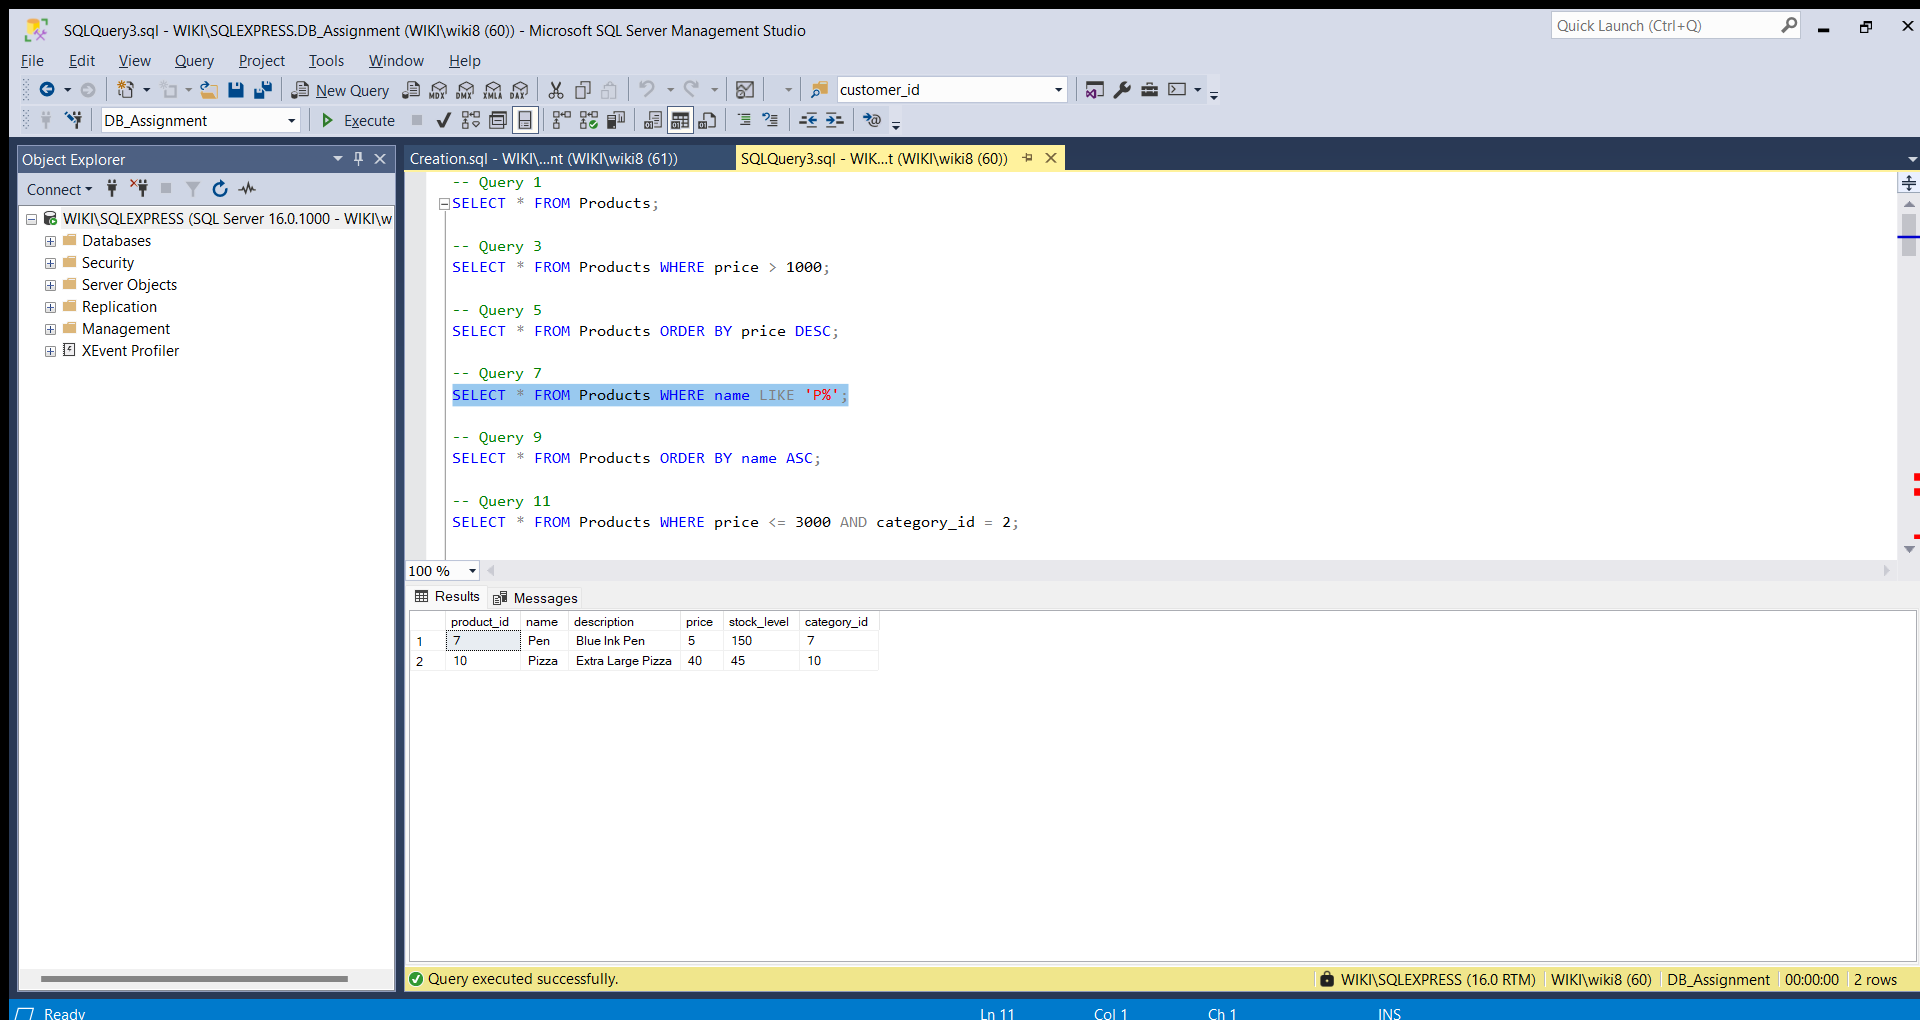 SQLQuery3.sql - WIKI\SQLEXPRESS.DB_Assignment (WIKI\wiki8 (60)) - Microsoft SQL Server Management Studio
Quick Launch (Ctrl+Q)
File Edit View Query Project Tools Window Help
New Query MDX DMX XMLA DAX customer_id
DB_Assignment Execute
Object Explorer
Connect
WIKI\SQLEXPRESS (SQL Server 16.0.1000 - WIKI\w
Databases
Security
Server Objects
Replication
Management
XEvent Profiler
Creation.sql - WIKI\...nt (WIKI\wiki8 (61)) SQLQuery3.sql - WIK...t (WIKI\wiki8 (60))
-- Query 1
SELECT * FROM Products;
-- Query 3
SELECT * FROM Products WHERE price > 1000;
-- Query 5
SELECT * FROM Products ORDER BY price DESC;
-- Query 7
SELECT * FROM Products WHERE name LIKE 'P%';
-- Query 9
SELECT * FROM Products ORDER BY name ASC;
-- Query 11
SELECT * FROM Products WHERE price <= 3000 AND category_id = 2;
100 %
Results Messages
product_id name description price stock_level category_id
1 7 Pen Blue Ink Pen 5 150 7
2 10 Pizza Extra Large Pizza 40 45 10
Query executed successfully. WIKI\SQLEXPRESS (16.0 RTM) WIKI\wiki8 (60) DB_Assignment 00:00:00 2 rows
Ready Ln 11 Col 1 Ch 1 INS